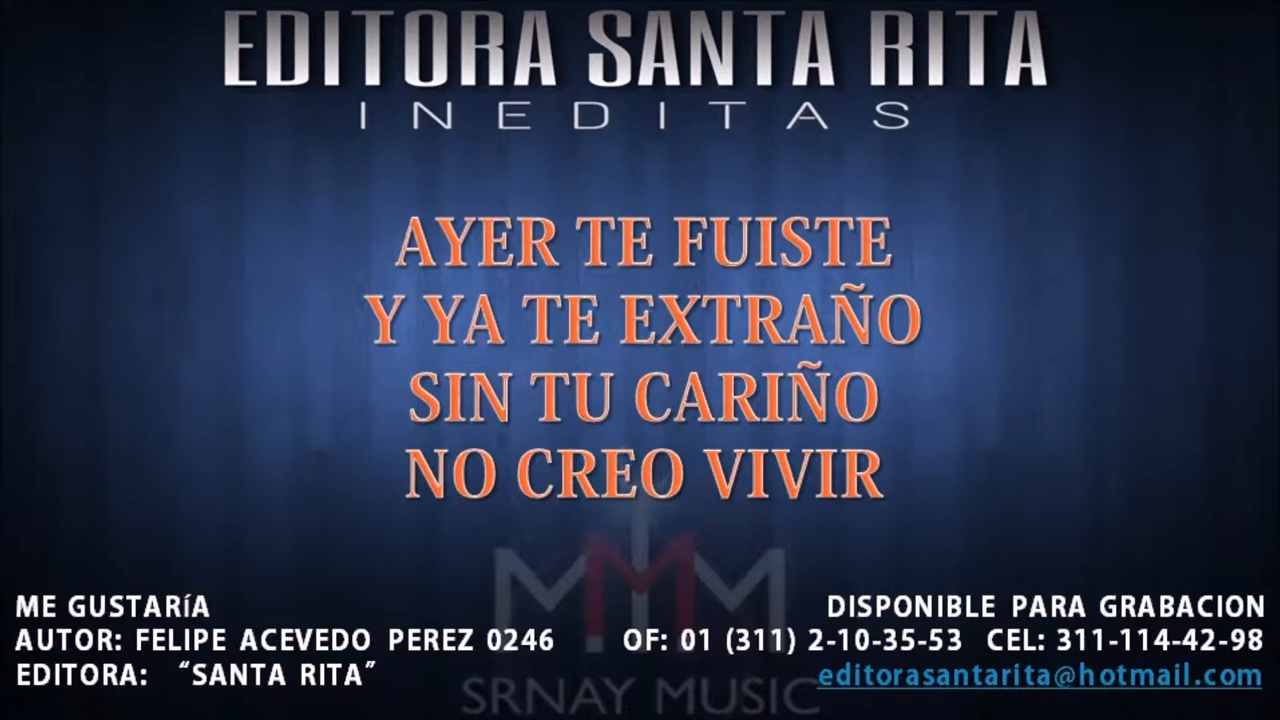 EDITORA SANTA RITA
INEDITAS
AYER TE FUISTE
Y YA TE EXTRAÑO
SIN TU CARIÑO
NO CREO VIVIR
MMM
SRNAY MUSIC
ME GUSTARíA
AUTOR: FELIPE ACEVEDO PEREZ 0246
EDITORA: “SANTA RITA”
DISPONIBLE PARA GRABACION
OF: 01 (311) 2-10-35-53 CEL: 311-114-42-98
editorasantarita@hotmail.com